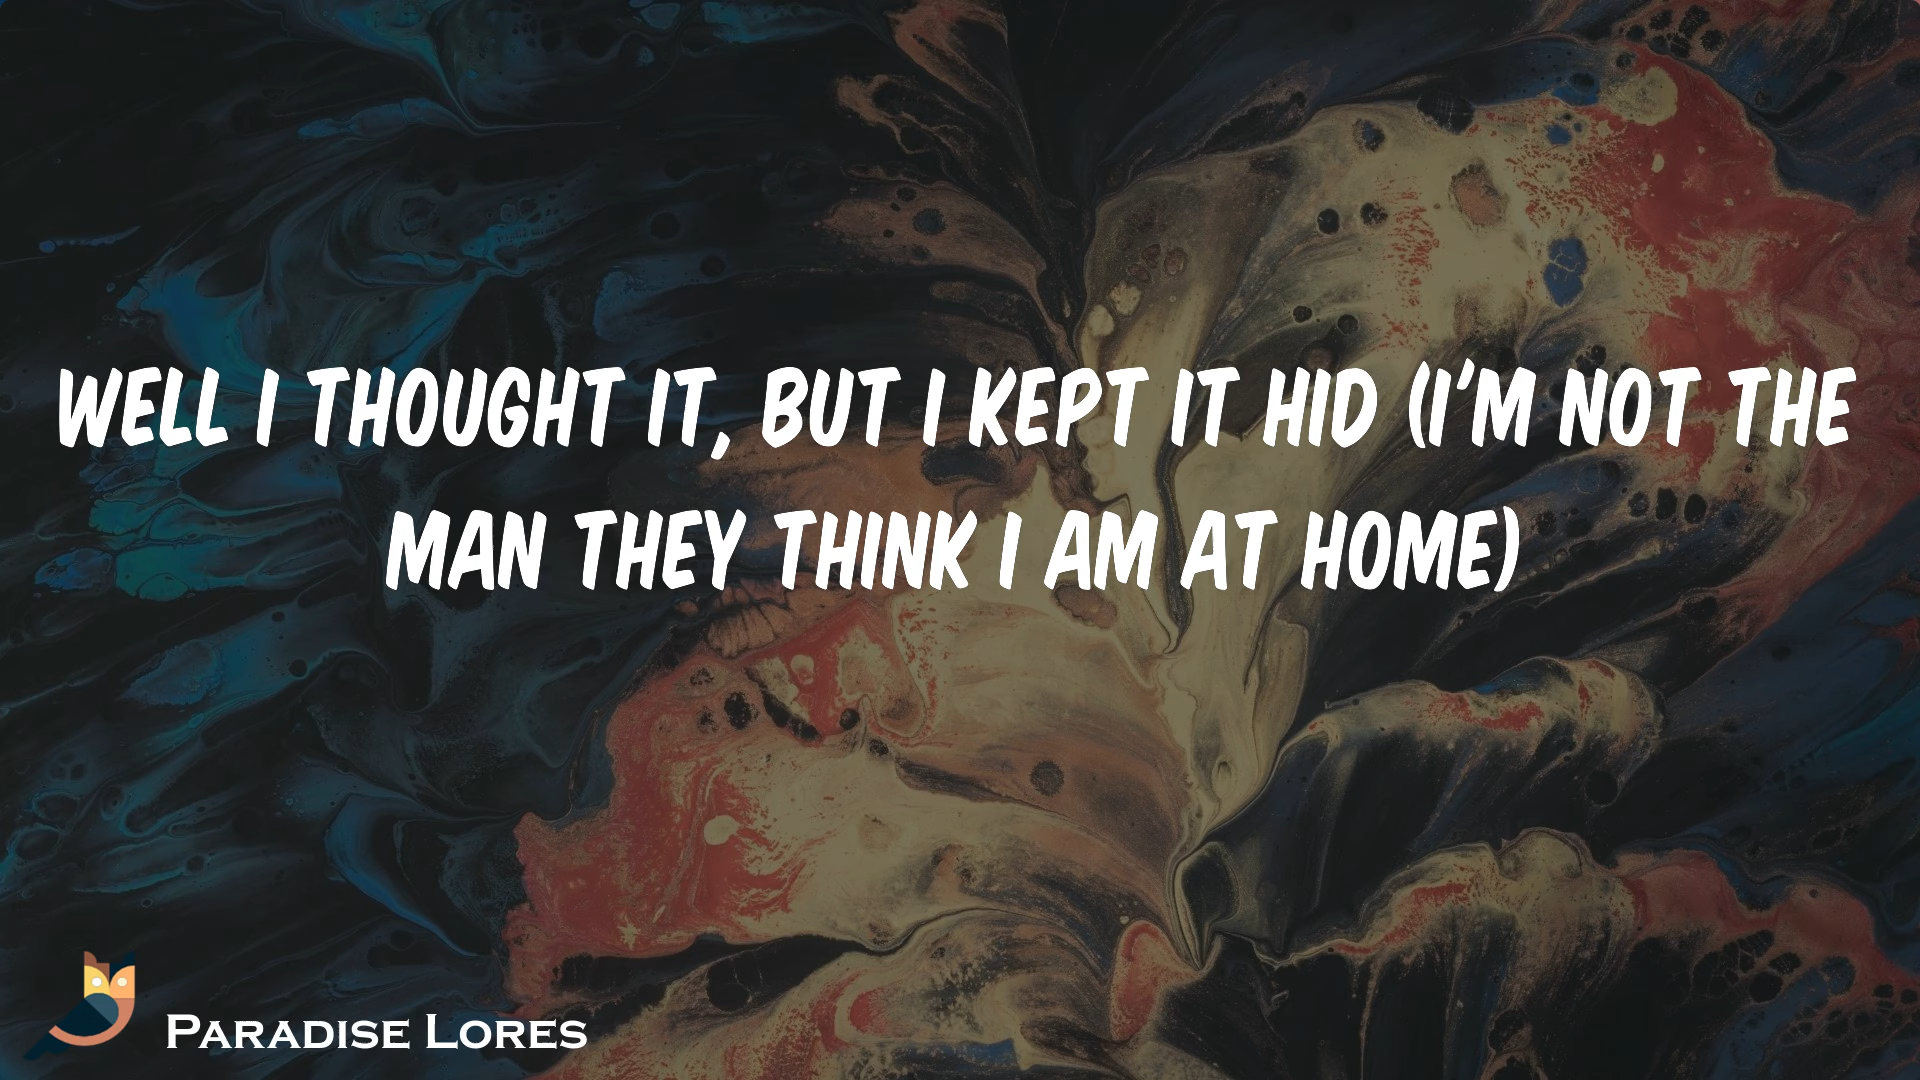 WELL I THOUGHT IT, BUT I KEPT IT HID (I'M NOT THE
MAN THEY THINK I AM AT HOME)
PARADISE LORES